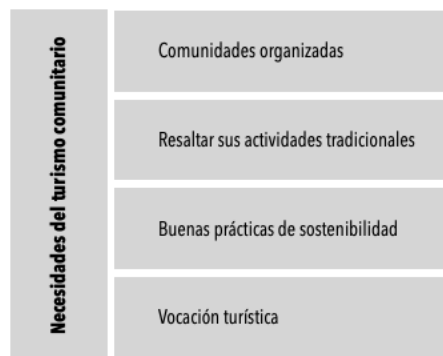 Necesidades del turismo comunitario
Comunidades organizadas
Resaltar sus actividades tradicionales
Buenas prácticas de sostenibilidad
Vocación turística